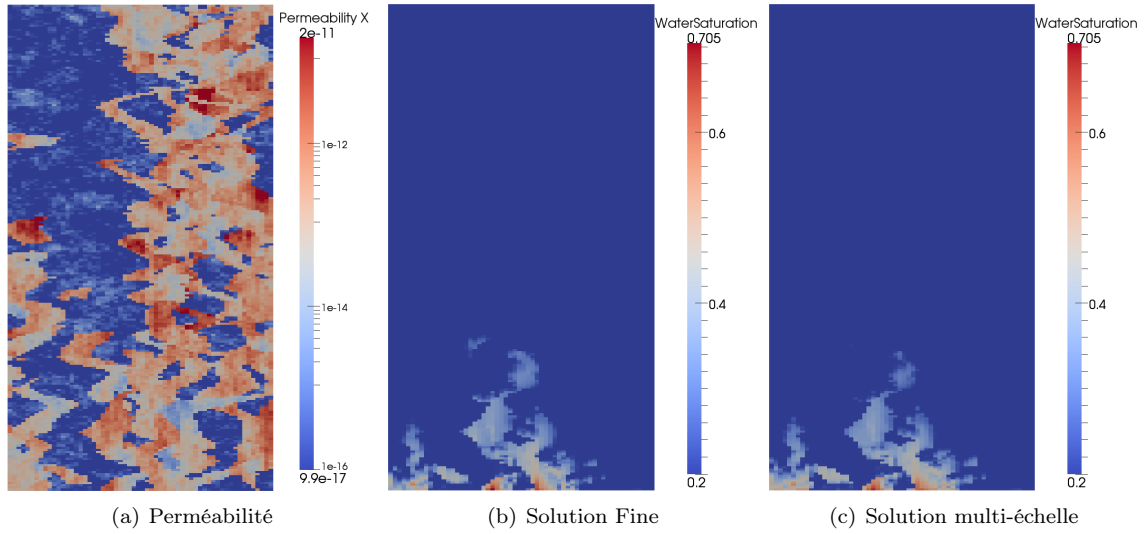 Permeability X
2e-11
1e-12
1e-14
1e-16
9.9e-17
(a) Perméabilité
WaterSaturation
0.705
0.6
0.4
0.2
(b) Solution Fine
WaterSaturation
0.705
0.6
0.4
0.2
(c) Solution multi-échelle